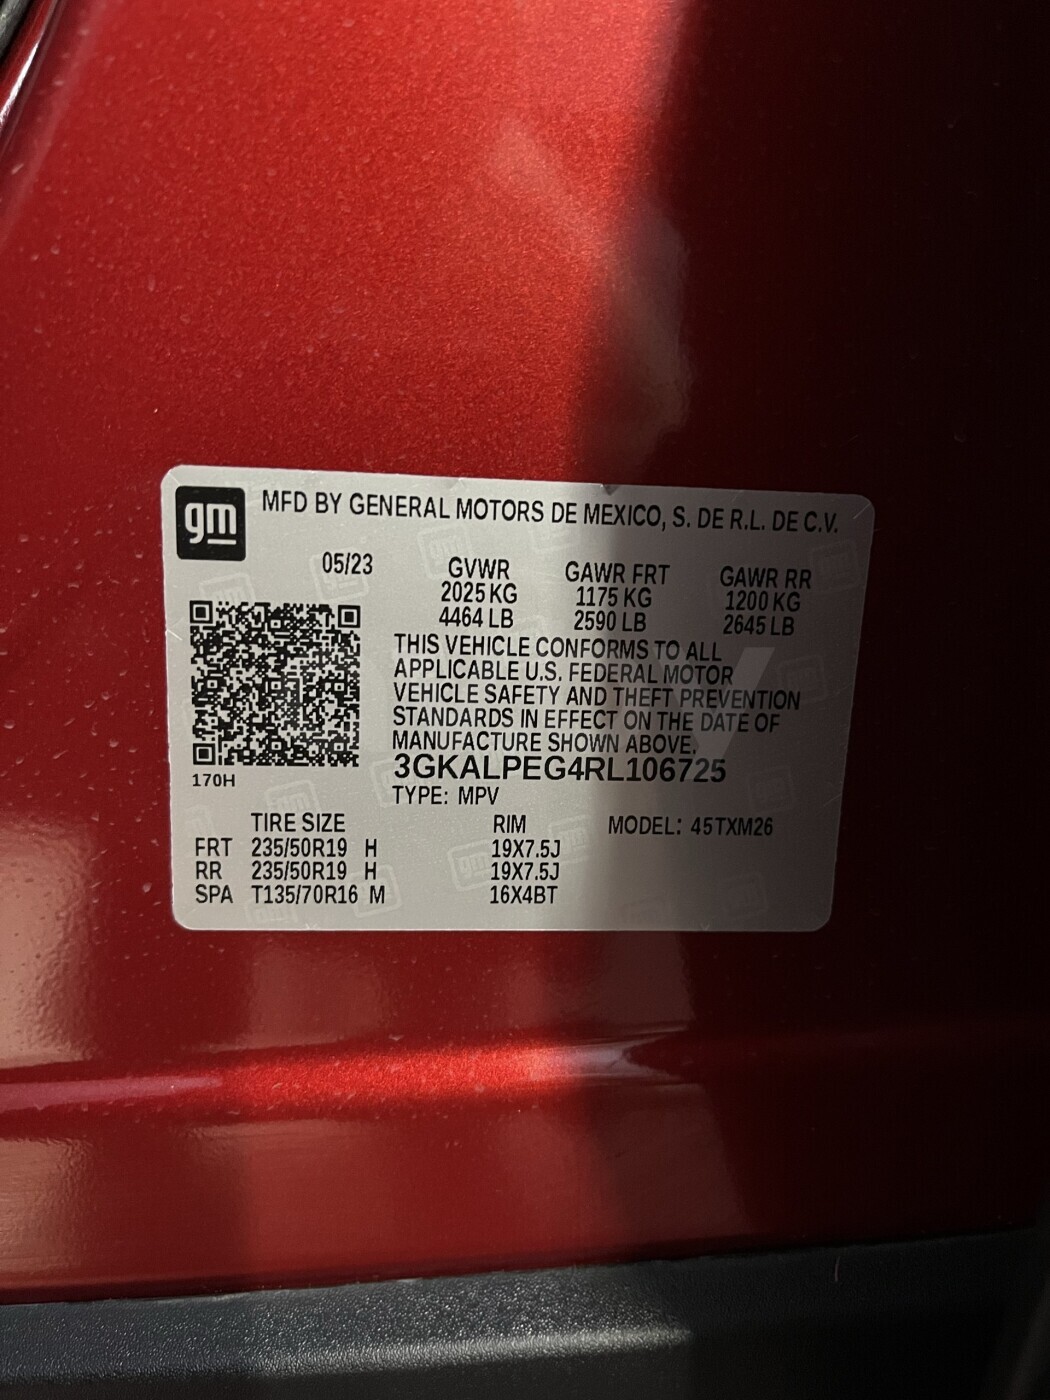 gm
MFD BY GENERAL MOTORS DE MEXICO, S. DE R.L. DE C.V.
05/23 GVWR GAWR FRT GAWR RR
2025 KG 1175 KG 1200 KG
4464 LB 2590 LB 2645 LB
THIS VEHICLE CONFORMS TO ALL
APPLICABLE U.S. FEDERAL MOTOR
VEHICLE SAFETY AND THEFT PREVENTION
STANDARDS IN EFFECT ON THE DATE OF
MANUFACTURE SHOWN ABOVE.
3GKALPEG4RL106725
170H
TYPE: MPV
TIRE SIZE RIM MODEL: 45TXM26
FRT 235/50R19 H 19X7.5J
RR 235/50R19 H 19X7.5J
SPA T135/70R16 M 16X4BT